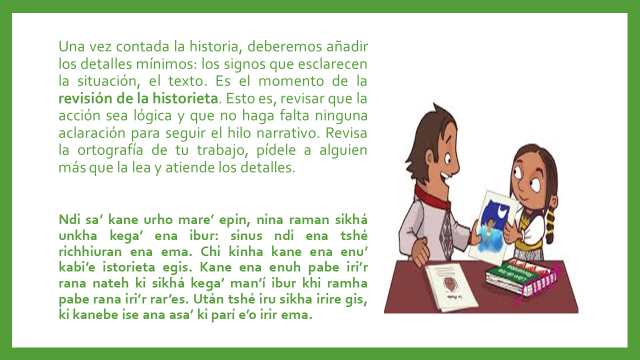 Una vez contada la historia, deberemos añadir
los detalles mínimos: los signos que esclarecen
la situación, el texto. Es el momento de la
revisión de la historieta. Esto es, revisar que la
acción sea lógica y que no haga falta ninguna
aclaración para seguir el hilo narrativo. Revisa
la ortografía de tu trabajo, pídele a alguien
más que la lea y atiende los detalles.
Ndi sa’ kane urho mare’ epin, nina raman sikhá
unkha kega’ ena ibur: sinus ndi ena tshé
richhiuran ena ema. Chi kinha kane ena enu’
kabi’e istorieta egis. Kane ena enuh pabe iri’r
rana nateh ki sikhá kega’ man’í ibur khi ramha
pabe rana iri’r rar’es. Után tshé iru sikha irire gis,
ki kanebe ise ana asa’ ki parí e’o irir ema.